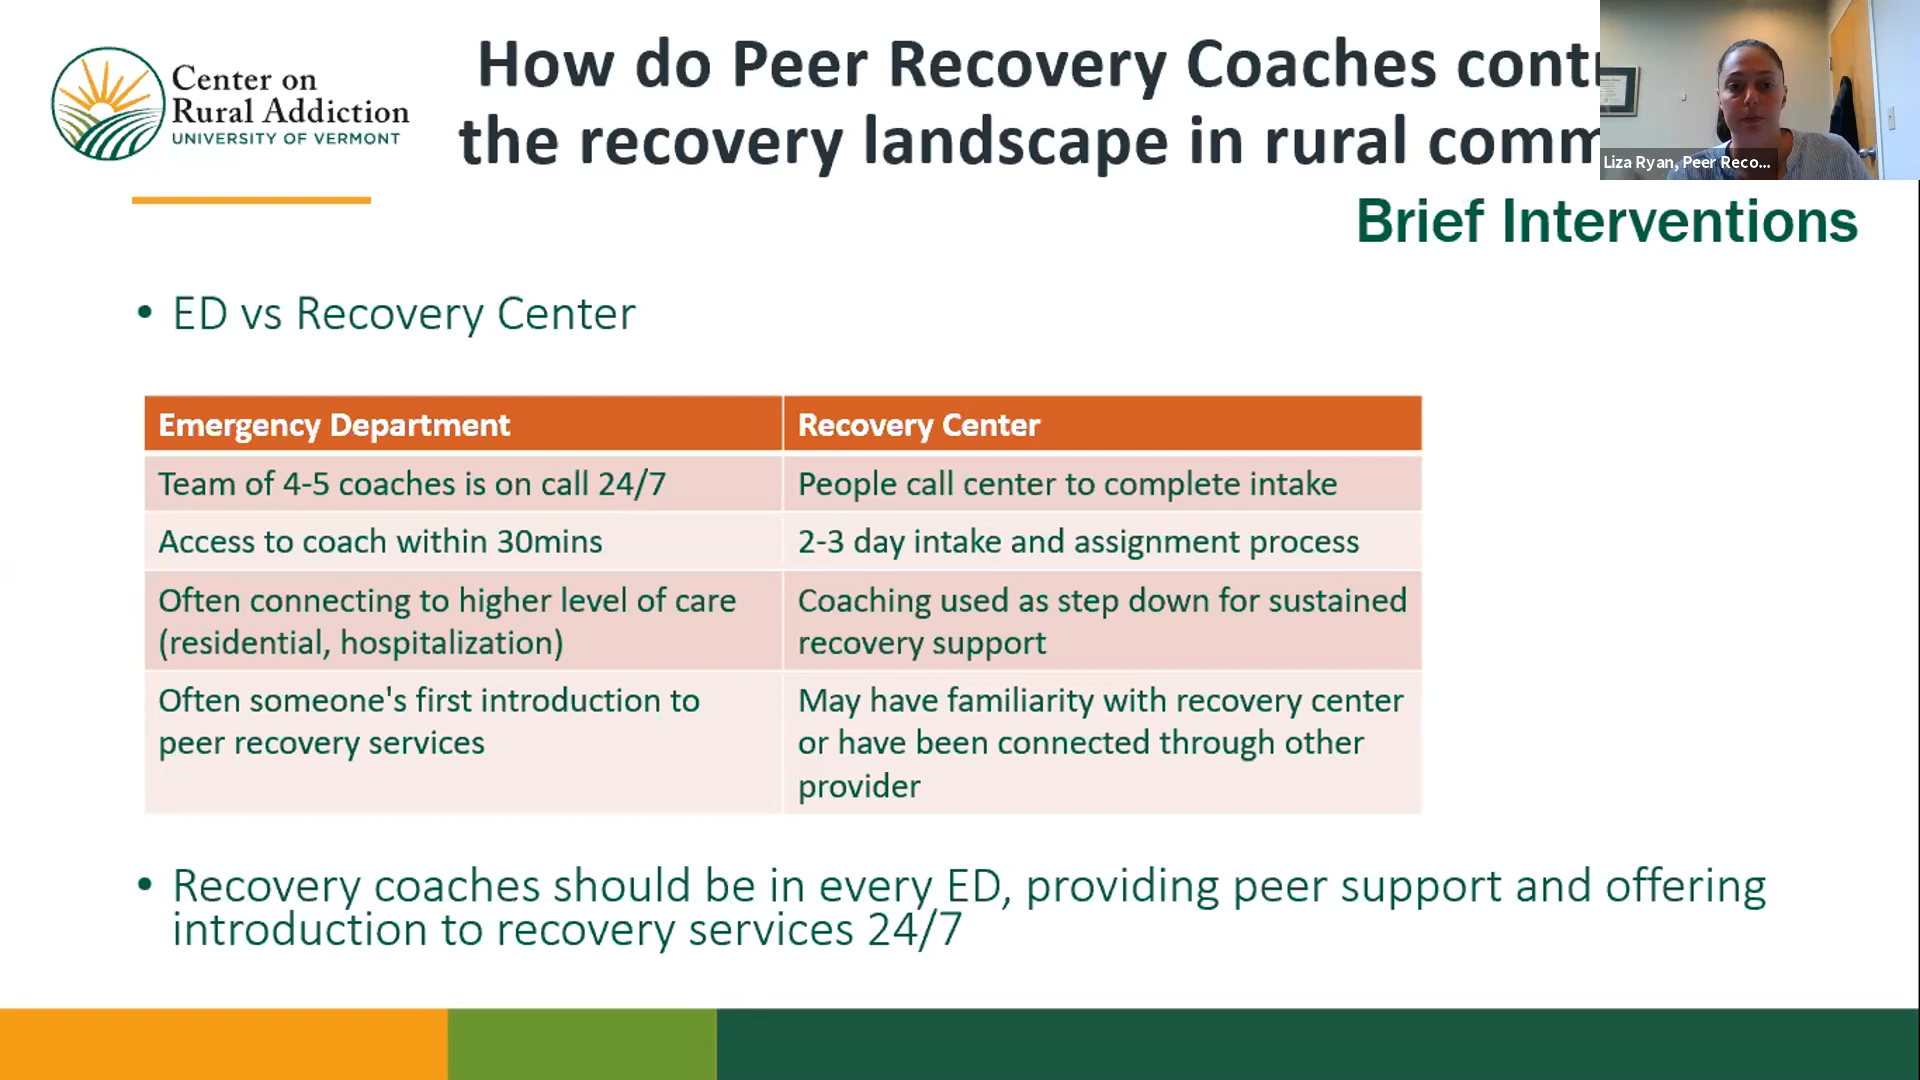 Center on
Rural Addiction
UNIVERSITY OF VERMONT
How do Peer Recovery Coaches cont
the recovery landscape in rural comm
Liza Ryan, Peer Reco...
Brief Interventions
• ED vs Recovery Center
Emergency Department
Recovery Center
Team of 4-5 coaches is on call 24/7
People call center to complete intake
Access to coach within 30mins
2-3 day intake and assignment process
Often connecting to higher level of care
(residential, hospitalization)
Coaching used as step down for sustained
recovery support
Often someone's first introduction to
peer recovery services
May have familiarity with recovery center
or have been connected through other
provider
• Recovery coaches should be in every ED, providing peer support and offering
introduction to recovery services 24/7